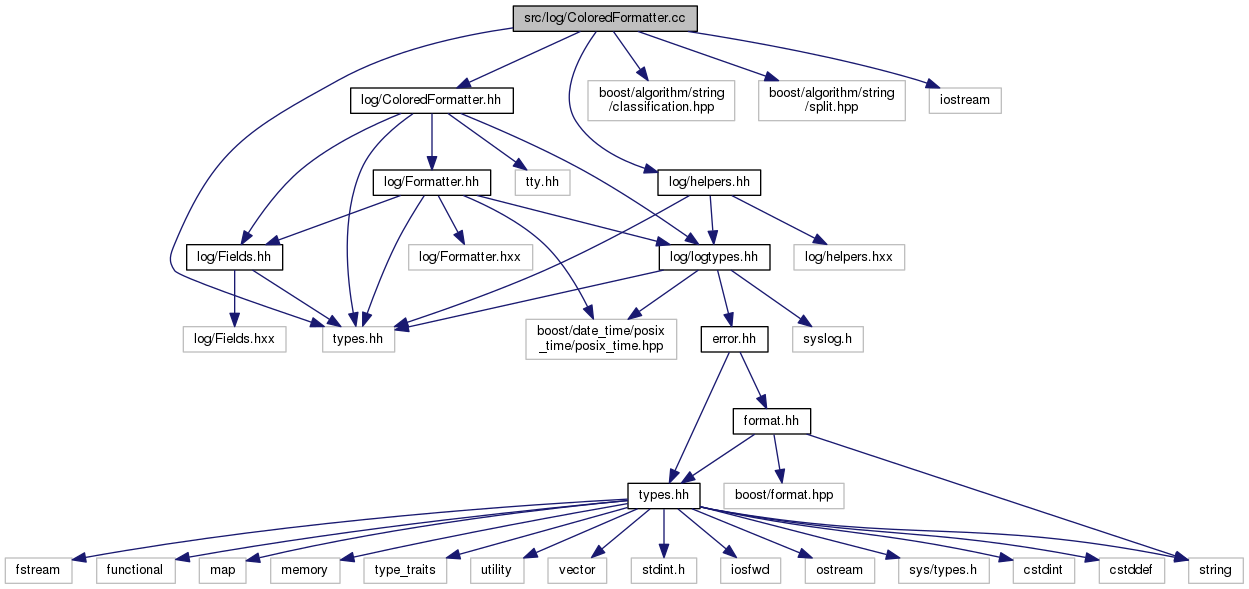 src/log/ColoredFormatter.cc
log/ColoredFormatter.hh
boost/algorithm/string
/classification.hpp
boost/algorithm/string
/split.hpp
iostream
log/Formatter.hh
tty.hh
log/helpers.hh
log/Fields.hh
log/Formatter.hxx
log/logtypes.hh
log/helpers.hxx
log/Fields.hxx
types.hh
boost/date_time/posix
_time/posix_time.hpp
error.hh
syslog.h
format.hh
types.hh
boost/format.hpp
fstream
functional
map
memory
type_traits
utility
vector
stdint.h
iosfwd
ostream
sys/types.h
cstdint
cstddef
string